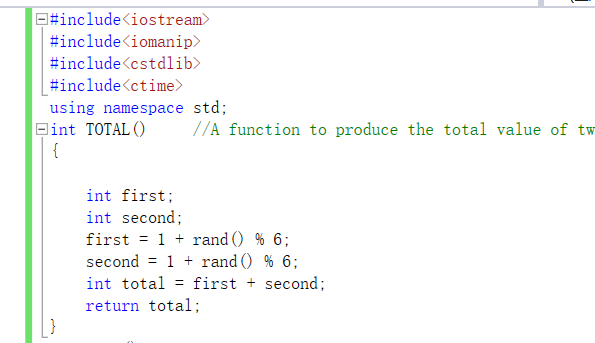 #include<iostream>
#include<iomanip>
#include<cstdlib>
#include<ctime>
using namespace std;
int TOTAL()     //A function to produce the total value of
{
int first;
int second;
first = 1 + rand() % 6;
second = 1 + rand() % 6;
int total = first + second;
return total;
}